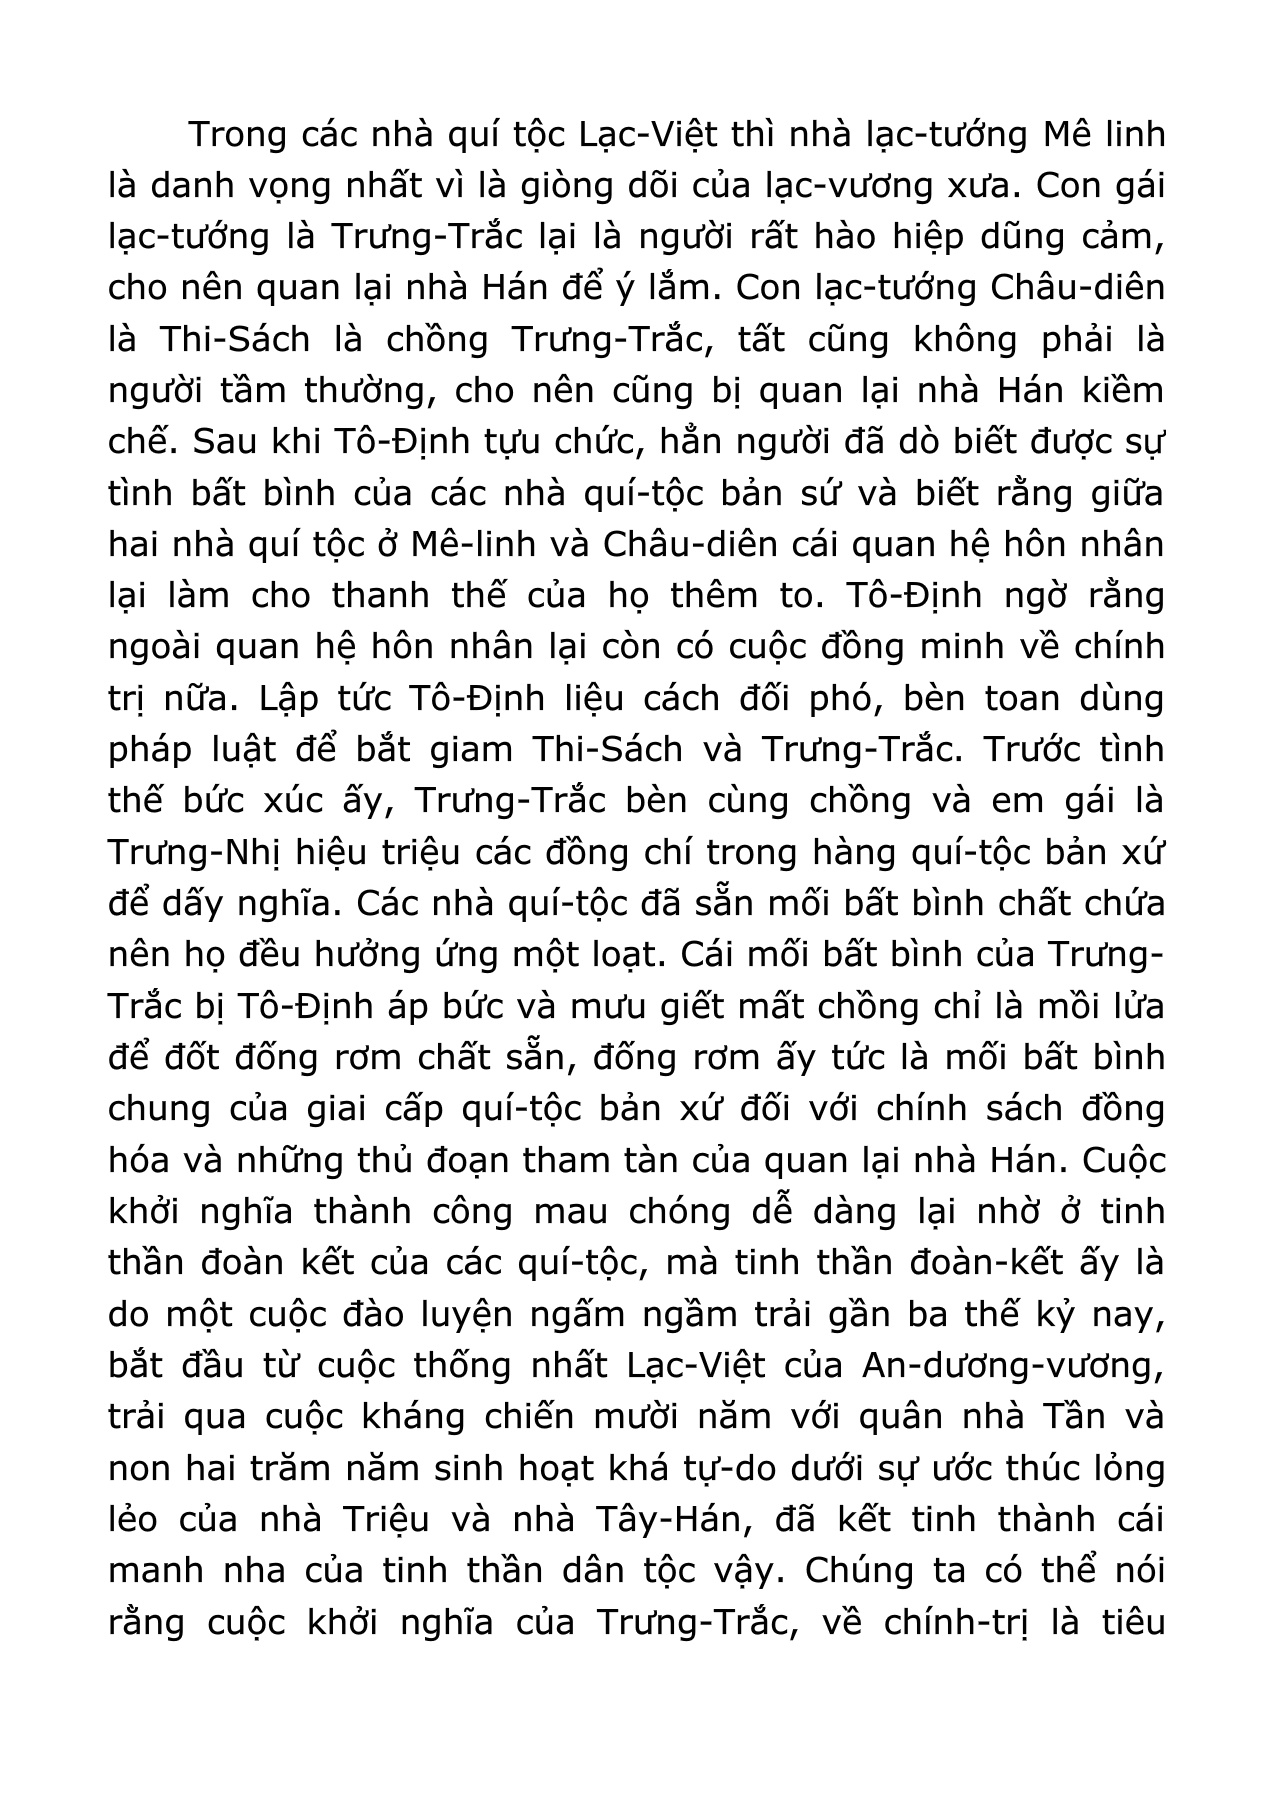 Trong các nhà quí tộc Lạc-Việt thì nhà lạc-tướng Mê linh
là danh vọng nhất vì là giòng dõi của lạc-vương xưa. Con gái
lạc-tướng là Trưng-Trắc lại là người rất hào hiệp dũng cảm,
cho nên quan lại nhà Hán để ý lắm. Con lạc-tướng Châu-diên
là Thi-Sách là chồng Trưng-Trắc, tất cũng không phải là
người tầm thường, cho nên cũng bị quan lại nhà Hán kiềm
chế. Sau khi Tô-Định tựu chức, hẳn người đã dò biết được sự
tình bất bình của các nhà quí-tộc bản sứ và biết rằng giữa
hai nhà quí tộc ở Mê-linh và Châu-diên cái quan hệ hôn nhân
lại làm cho thanh thế của họ thêm to. Tô-Định ngờ rằng
ngoài quan hệ hôn nhân lại còn có cuộc đồng minh về chính
trị nữa. Lập tức Tô-Định liệu cách đối phó, bèn toan dùng
pháp luật để bắt giam Thi-Sách và Trưng-Trắc. Trước tình
thế bức xúc ấy, Trưng-Trắc bèn cùng chồng và em gái là
Trưng-Nhị hiệu triệu các đồng chí trong hàng quí-tộc bản xứ
để dấy nghĩa. Các nhà quí-tộc đã sẵn mối bất bình chất chứa
nên họ đều hưởng ứng một loạt. Cái mối bất bình của Trưng-
Trắc bị Tô-Định áp bức và mưu giết mất chồng chỉ là mồi lửa
để đốt đống rơm chất sẵn, đống rơm ấy tức là mối bất bình
chung của giai cấp quí-tộc bản xứ đối với chính sách đồng
hóa và những thủ đoạn tham tàn của quan lại nhà Hán. Cuộc
khởi nghĩa thành công mau chóng dễ dàng lại nhờ ở tinh
thần đoàn kết của các quí-tộc, mà tinh thần đoàn-kết ấy là
do một cuộc đào luyện ngấm ngầm trải gần ba thế kỷ nay,
bắt đầu từ cuộc thống nhất Lạc-Việt của An-dương-vương,
trải qua cuộc kháng chiến mười năm với quân nhà Tần và
non hai trăm năm sinh hoạt khá tự-do dưới sự ước thúc lỏng
lẻo của nhà Triệu và nhà Tây-Hán, đã kết tinh thành cái
manh nha của tinh thần dân tộc vậy. Chúng ta có thể nói
rằng cuộc khởi nghĩa của Trưng-Trắc, về chính-trị là tiêu